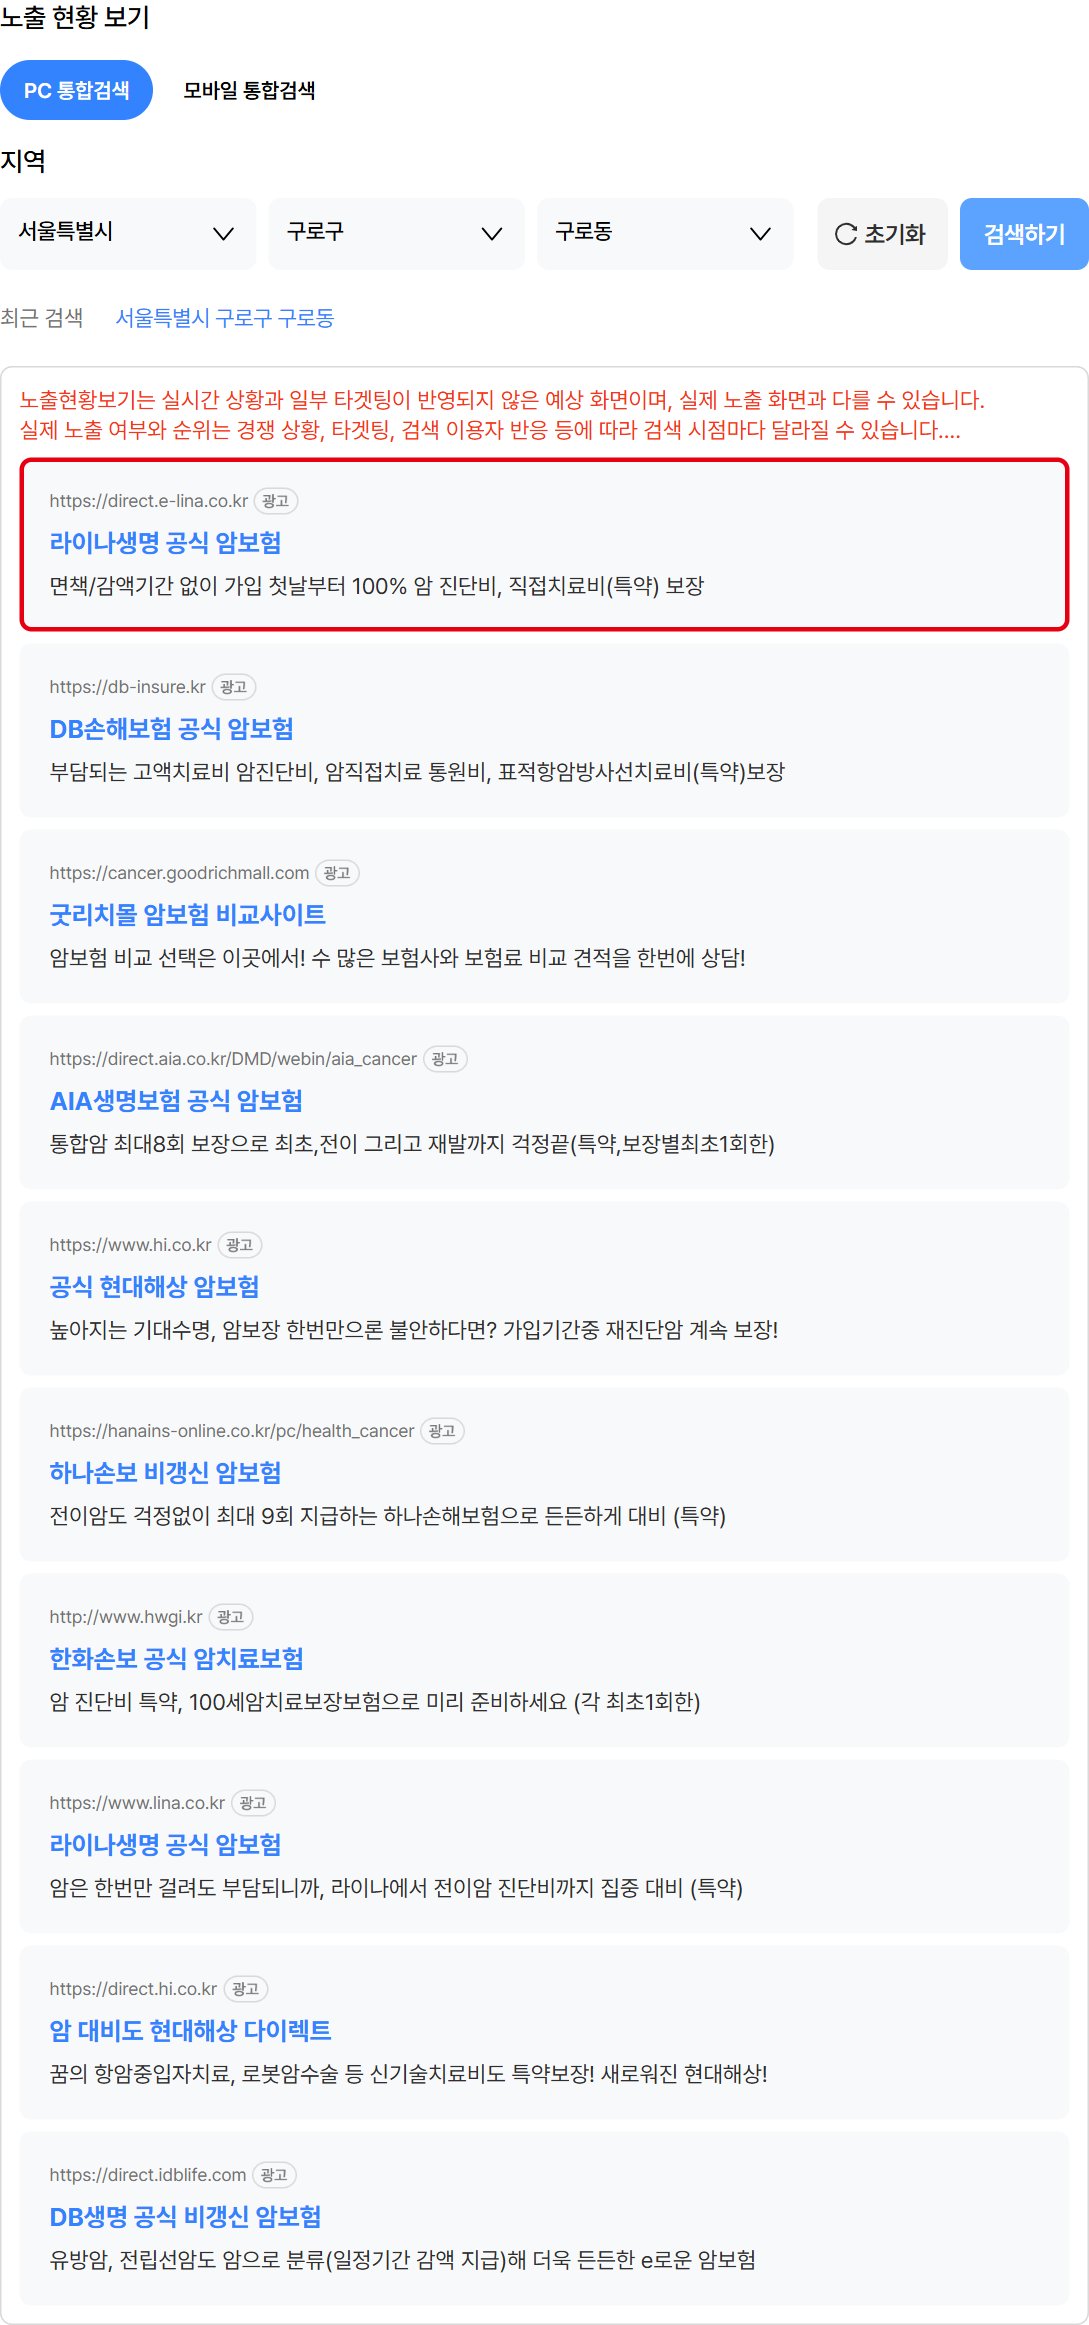 노출 현황 보기
PC 통합검색
모바일 통합검색
지역
서울특별시
구로구
구로동
초기화
검색하기
최근 검색
서울특별시 구로구 구로동
노출현황보기는 실시간 상황과 일부 타겟팅이 반영되지 않은 예상 화면이며, 실제 노출 화면과 다를 수 있습니다.
실제 노출 여부와 순위는 경쟁 상황, 타겟팅, 검색 이용자 반응 등에 따라 검색 시점마다 달라질 수 있습니다....
https://direct.e-lina.co.kr 광고
라이나생명 공식 암보험
면책/감액기간 없이 가입 첫날부터 100% 암 진단비, 직접치료비(특약) 보장
https://db-insure.kr 광고
DB손해보험 공식 암보험
부담되는 고액치료비 암진단비, 암직접치료 통원비, 표적항암방사선치료비(특약)보장
https://cancer.goodrichmall.com 광고
굿리치몰 암보험 비교사이트
암보험 비교 선택은 이곳에서! 수 많은 보험사와 보험료 비교 견적을 한번에 상담!
https://direct.aia.co.kr/DMD/webin/aia_cancer 광고
AIA생명보험 공식 암보험
통합암 최대8회 보장으로 최초,전이 그리고 재발까지 걱정끝(특약,보장별최초1회한)
https://www.hi.co.kr 광고
공식 현대해상 암보험
높아지는 기대수명, 암보장 한번만으론 불안하다면? 가입기간중 재진단암 계속 보장!
https://hanains-online.co.kr/pc/health_cancer 광고
하나손보 비갱신 암보험
전이암도 걱정없이 최대 9회 지급하는 하나손해보험으로 든든하게 대비 (특약)
http://www.hwgi.kr 광고
한화손보 공식 암치료보험
암 진단비 특약, 100세암치료보장보험으로 미리 준비하세요 (각 최초1회한)
https://www.lina.co.kr 광고
라이나생명 공식 암보험
암은 한번만 걸려도 부담되니까, 라이나에서 전이암 진단비까지 집중 대비 (특약)
https://direct.hi.co.kr 광고
암 대비도 현대해상 다이렉트
꿈의 항암중입자치료, 로봇암수술 등 신기술치료비도 특약보장! 새로워진 현대해상!
https://direct.idblife.com 광고
DB생명 공식 비갱신 암보험
유방암, 전립선암도 암으로 분류(일정기간 감액 지급)해 더욱 든든한 e로운 암보험